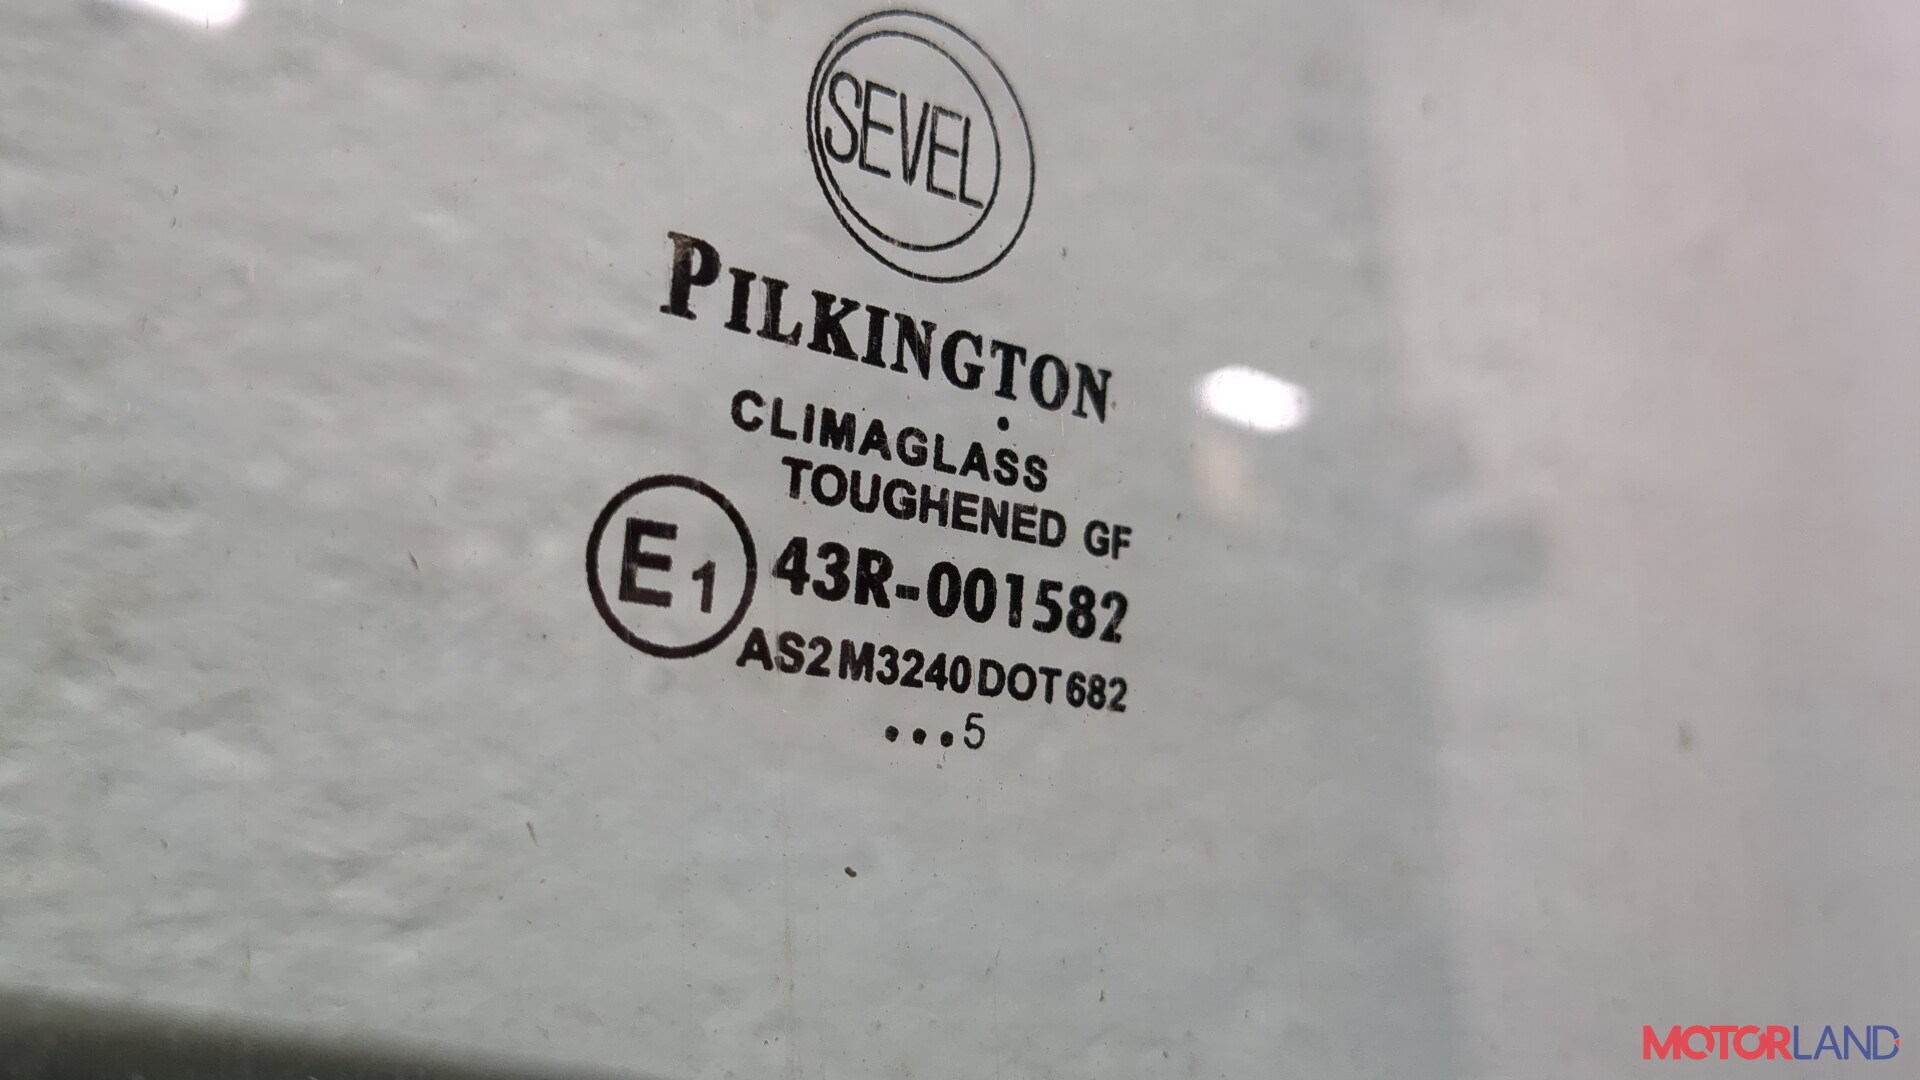 SEVEL
PILKINGTON
CLIMAGLASS
TOUGHENED GF
E1 43R-001582
AS2 M3240 DOT 682
...5
MOTORLAND